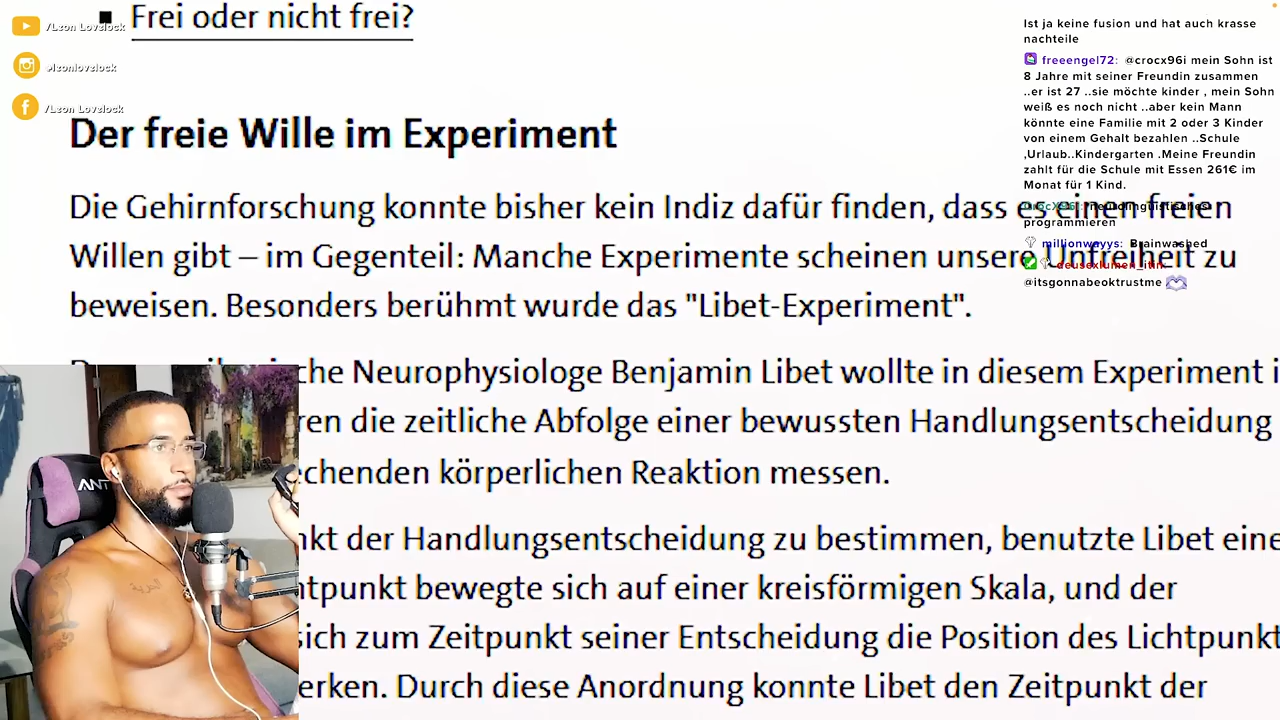 Frei oder nicht frei?
/Leon Lovelock
/leonlovelock
/Leon Lovelock
Der freie Wille im Experiment
Die Gehirnforschung konnte bisher kein Indiz dafür finden, dass es einen freien
Willen gibt – im Gegenteil: Manche Experimente scheinen unsere Unfreiheit zu
beweisen. Besonders berühmt wurde das "Libet-Experiment".
che Neurophysiologe Benjamin Libet wollte in diesem Experiment i
ren die zeitliche Abfolge einer bewussten Handlungsentscheidung
echenden körperlichen Reaktion messen.
nkt der Handlungsentscheidung zu bestimmen, benutzte Libet eine
htpunkt bewegte sich auf einer kreisförmigen Skala, und der
sich zum Zeitpunkt seiner Entscheidung die Position des Lichtpunkt
erken. Durch diese Anordnung konnte Libet den Zeitpunkt der
Ist ja keine fusion und hat auch krasse
nachteile
freeengel72: @crocx96i mein Sohn ist
8 Jahre mit seiner Freundin zusammen
..er ist 27 ..sie möchte kinder , mein Sohn
weiß es noch nicht ..aber kein Mann
könnte eine Familie mit 2 oder 3 Kinder
von einem Gehalt bezahlen ..Schule
,Urlaub..Kindergarten .Meine Freundin
zahlt für die Schule mit Essen 261€ im
Monat für 1 Kind.
programmieren
millionwayys: Brainwashed
@itsgonnabeoktrustme
ANT